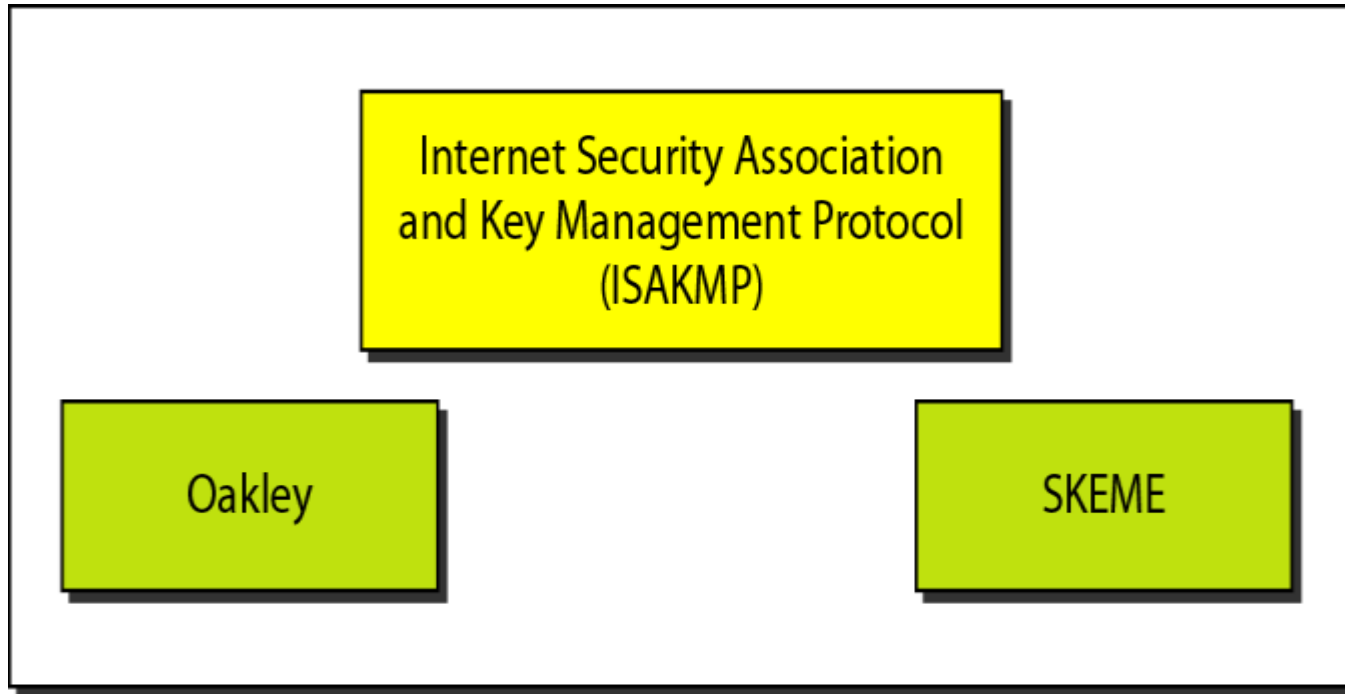 Internet Security Association
and Key Management Protocol
(ISAKMP)
Oakley
SKEME